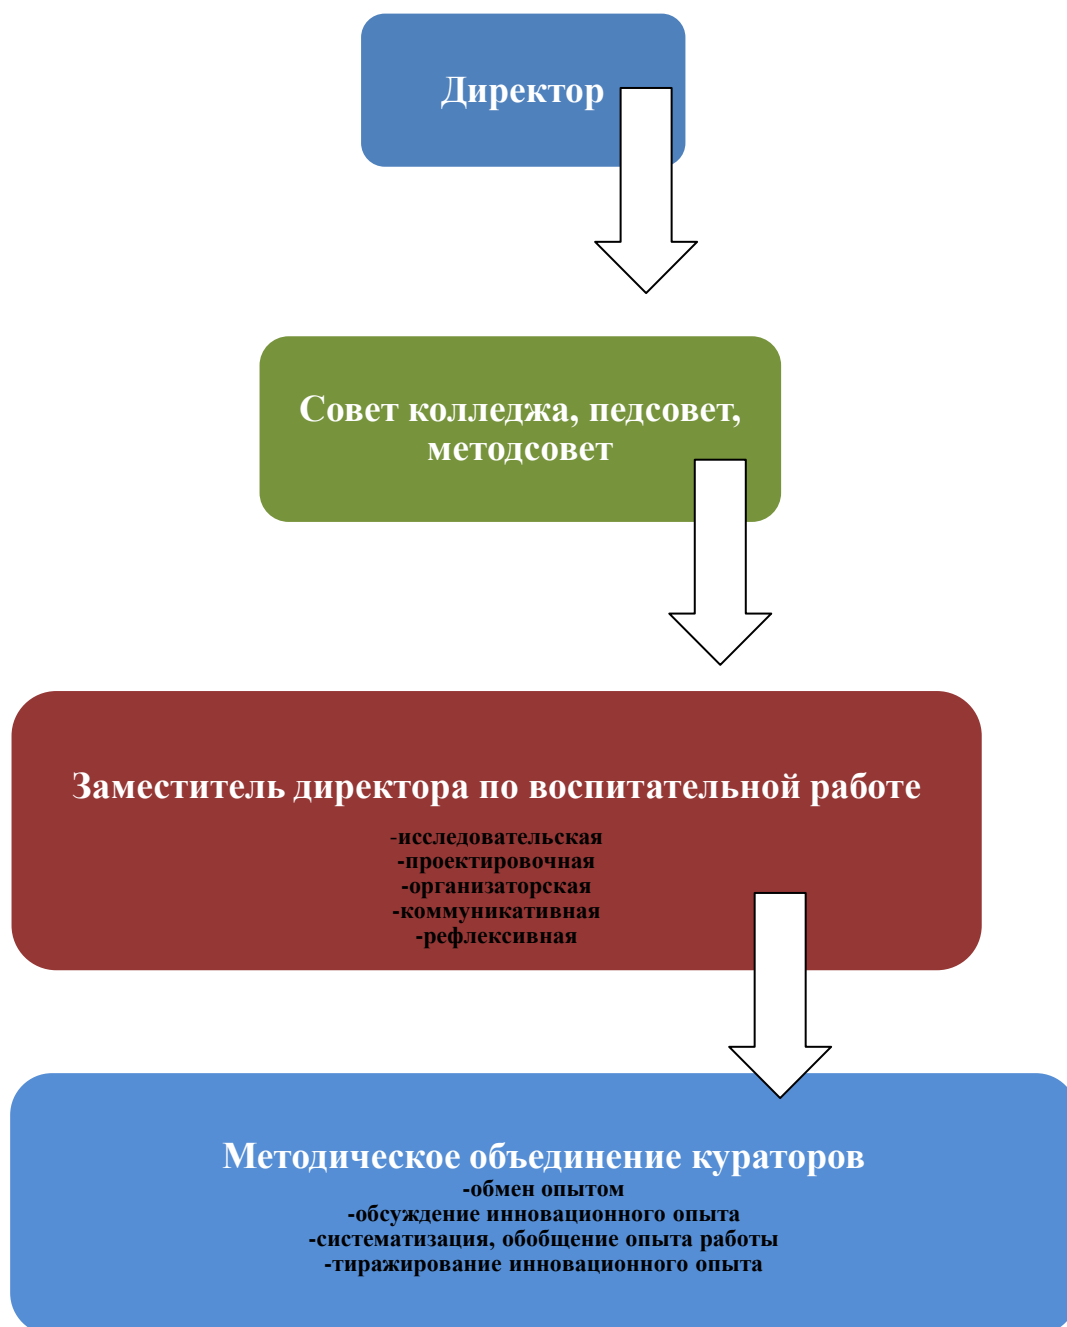 Директор
Совет колледжа, педсовет,
методсовет
Заместитель директора по воспитательной работе
-исследовательская
-проектировочная
-организаторская
-коммуникативная
-рефлексивная
Методическое объединение кураторов
-обмен опытом
-обсуждение инновационного опыта
-систематизация, обобщение опыта работы
-тиражирование инновационного опыта